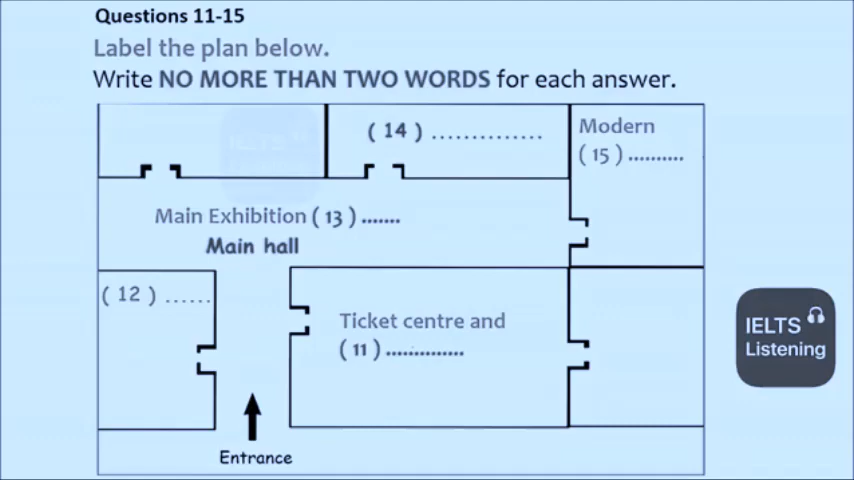 Questions 11-15
Label the plan below.
Write NO MORE THAN TWO WORDS for each answer.
( 14 ) ..............
Modern
( 15 ) ..........
Main Exhibition ( 13 ) .......
Main hall
( 12 ) ......
Ticket centre and
( 11 ) ..............
IELTS
Listening
Entrance